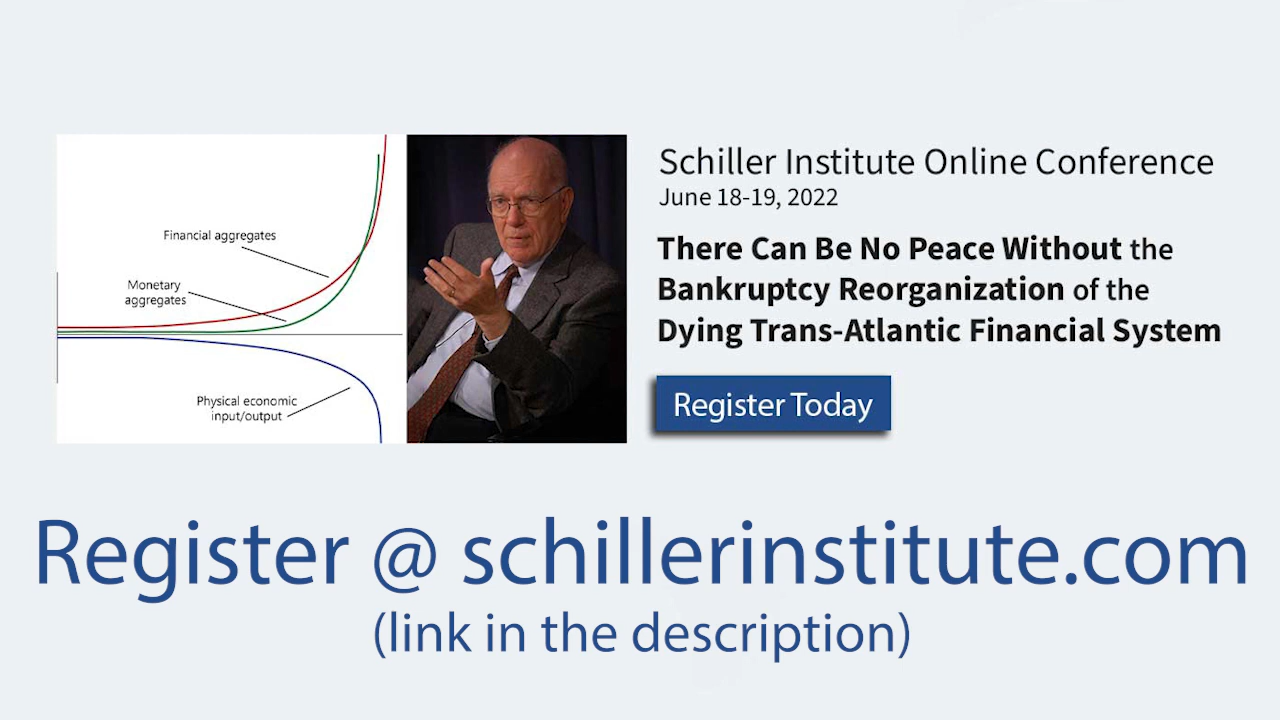 Financial aggregates
Monetary
aggregates
Physical economic
input/output
Schiller Institute Online Conference
June 18-19, 2022
There Can Be No Peace Without the
Bankruptcy Reorganization of the
Dying Trans-Atlantic Financial System
Register Today
Register @ schillerinstitute.com
(link in the description)